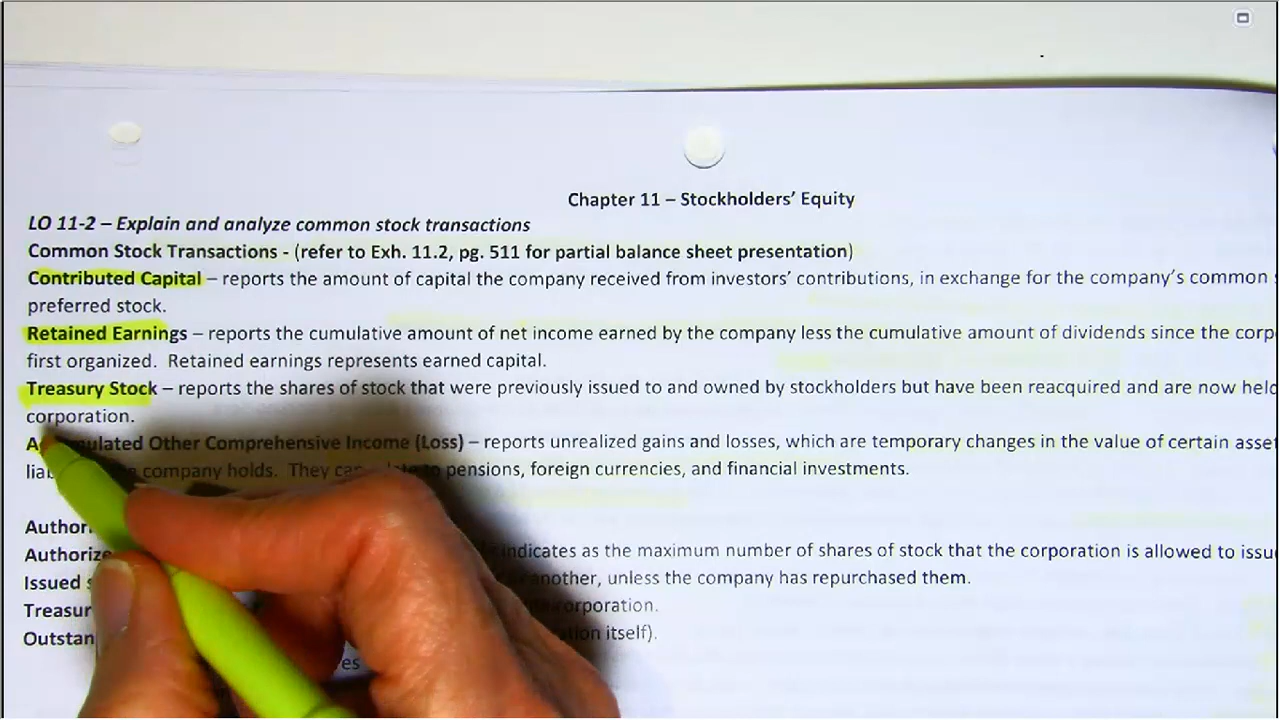 Chapter 11 – Stockholders' Equity
LO 11-2 – Explain and analyze common stock transactions
Common Stock Transactions - (refer to Exh. 11.2, pg. 511 for partial balance sheet presentation)
Contributed Capital – reports the amount of capital the company received from investors' contributions, in exchange for the company's common
preferred stock.
Retained Earnings – reports the cumulative amount of net income earned by the company less the cumulative amount of dividends since the corp
first organized. Retained earnings represents earned capital.
Treasury Stock – reports the shares of stock that were previously issued to and owned by stockholders but have been reacquired and are now held
corporation.
Other Comprehensive Income (Loss) – reports unrealized gains and losses, which are temporary changes in the value of certain asset
company holds. They to pensions, foreign currencies, and financial investments.
Author
Authorize indicates as the maximum number of shares of stock that the corporation is allowed to issu
Issued another, unless the company has repurchased them.
Treasur corporation.
Outstan itself).